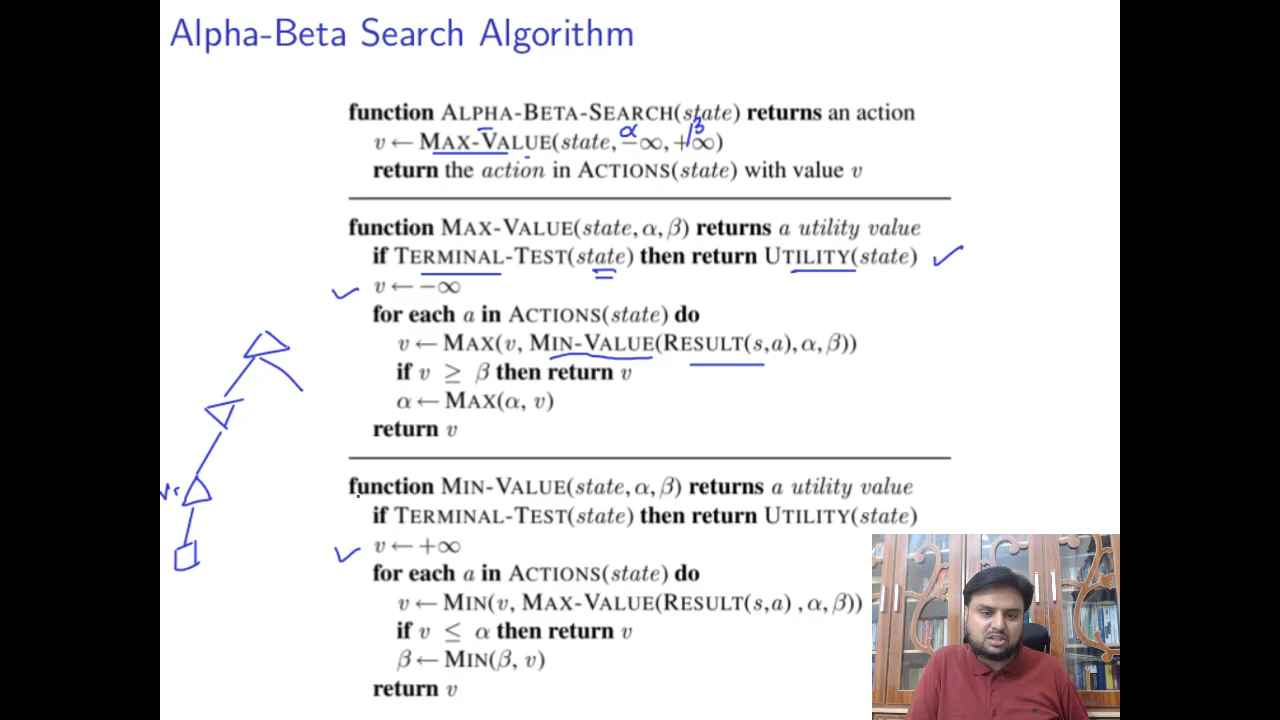 Alpha-Beta Search Algorithm
function ALPHA-BETA-SEARCH(state) returns an action
α β
v ← MAX-VALUE(state, −∞, +∞)
return the action in ACTIONS(state) with value v
function MAX-VALUE(state, α, β) returns a utility value
if TERMINAL-TEST(state) then return UTILITY(state)
v ← −∞
for each a in ACTIONS(state) do
v ← MAX(v, MIN-VALUE(RESULT(s,a), α, β))
if v ≥ β then return v
α ← MAX(α, v)
return v
function MIN-VALUE(state, α, β) returns a utility value
if TERMINAL-TEST(state) then return UTILITY(state)
v ← +∞
for each a in ACTIONS(state) do
v ← MIN(v, MAX-VALUE(RESULT(s,a) , α, β))
if v ≤ α then return v
β ← MIN(β, v)
return v